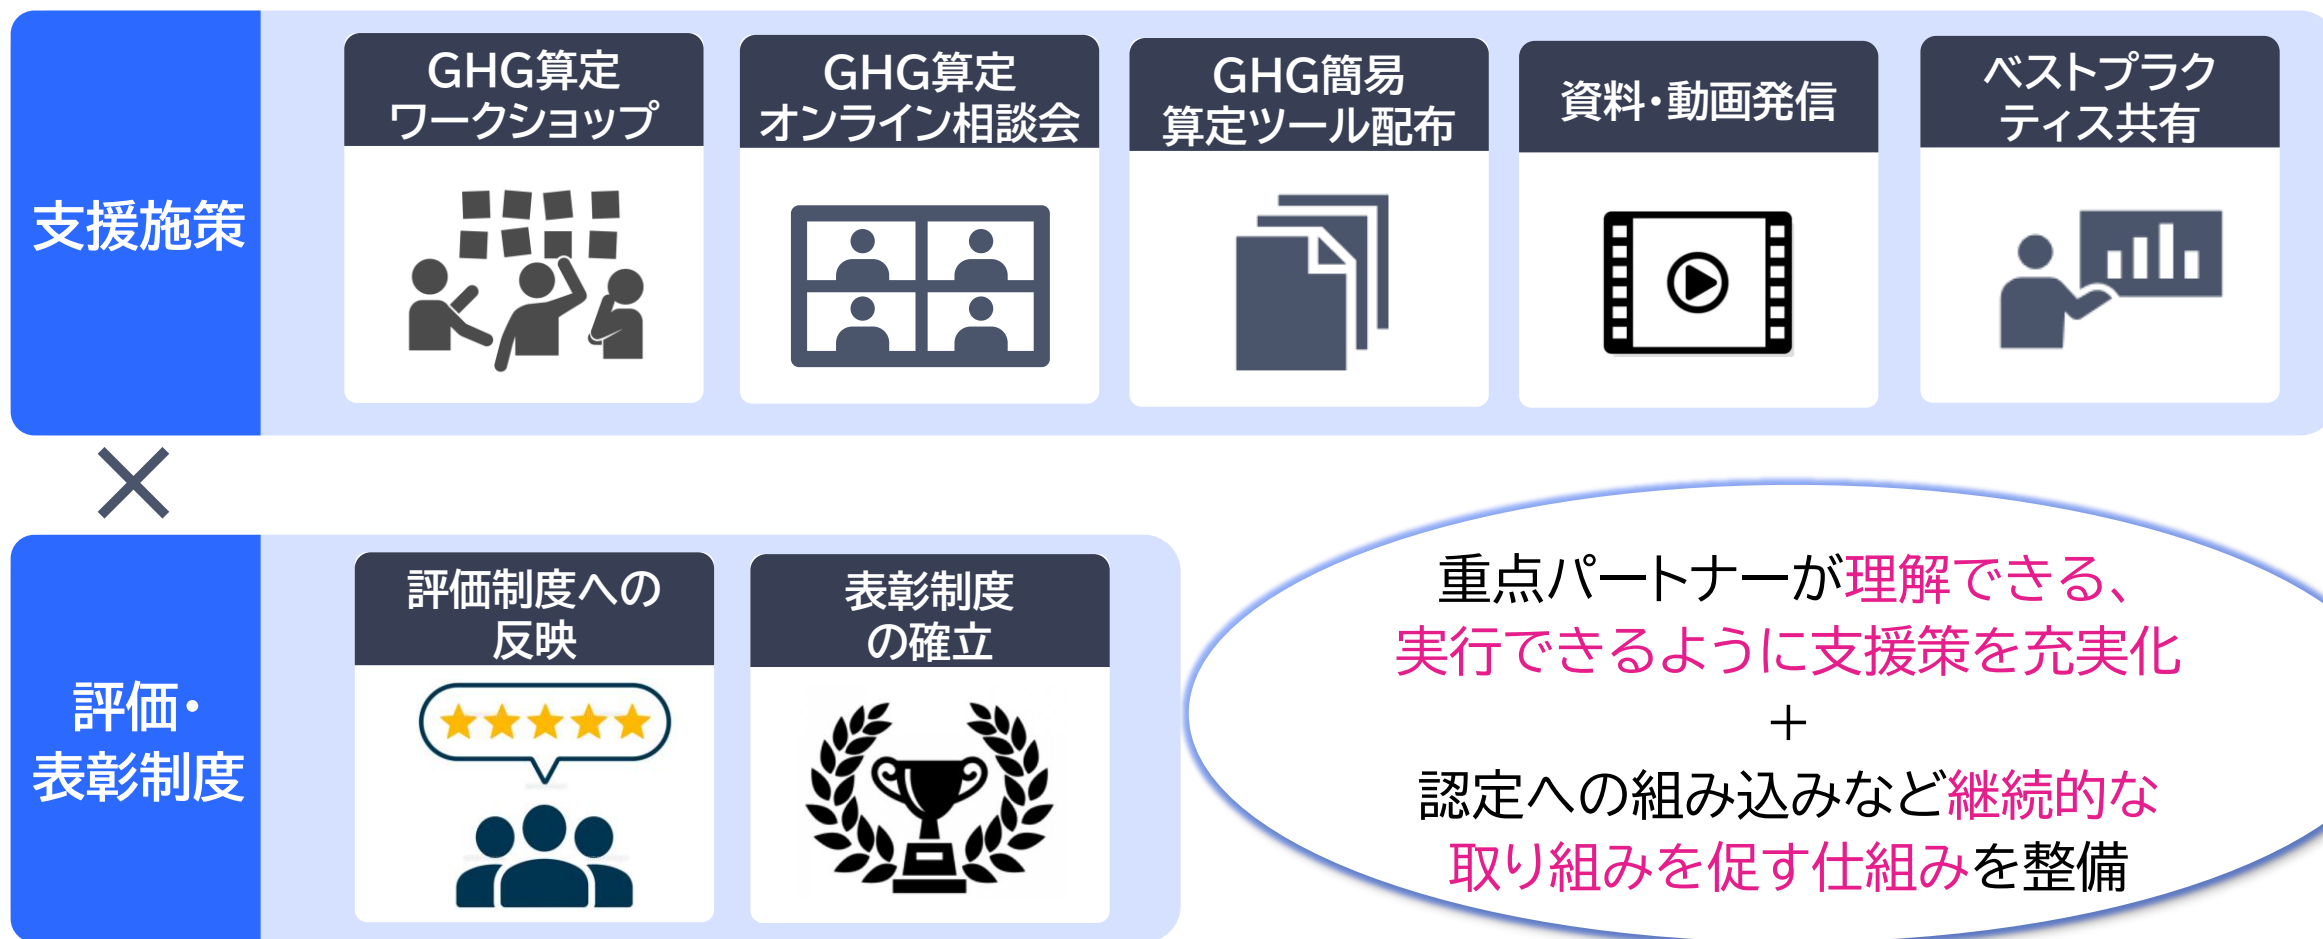 支援施策
GHG算定
ワークショップ
GHG算定
オンライン相談会
GHG簡易
算定ツール配布
資料・動画発信
ベストプラク
ティス共有
×
評価・
表彰制度
評価制度への
反映
表彰制度
の確立
重点パートナーが理解できる、
実行できるように支援策を充実化
+
認定への組み込みなど継続的な
取り組みを促す仕組みを整備